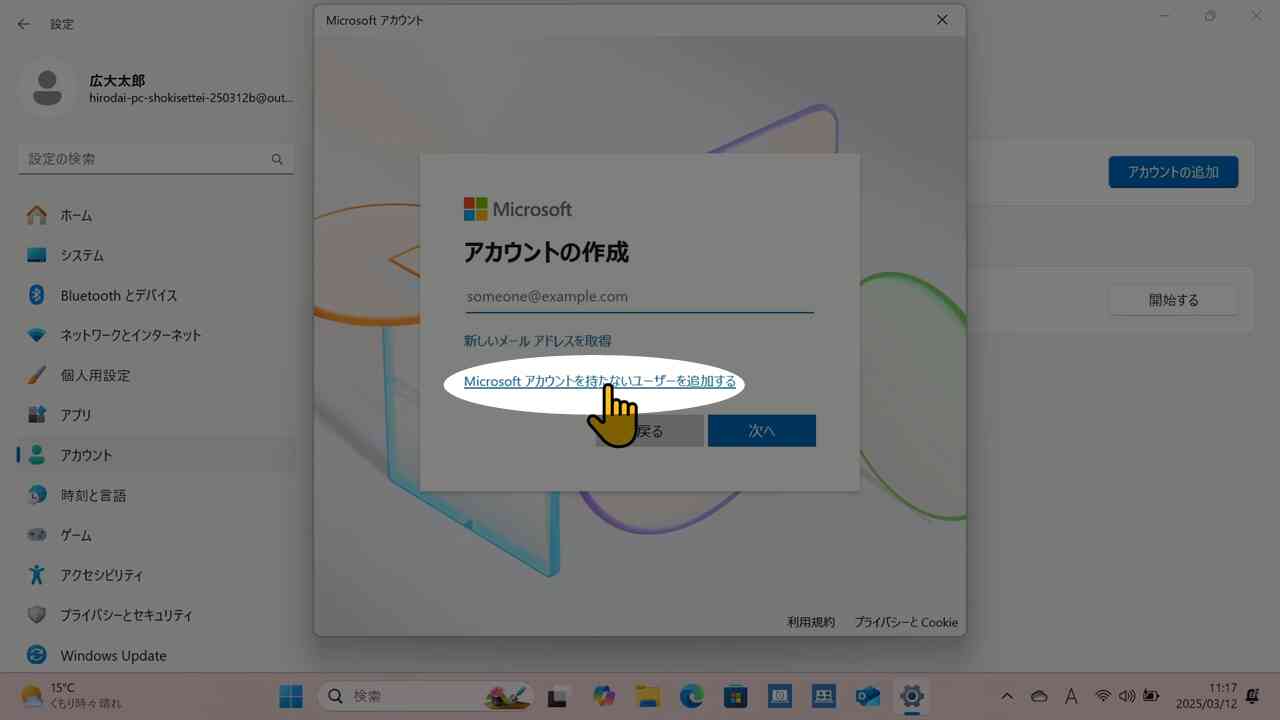 設定
広大太郎
hirodai-pc-shokisettei-250312b@out...
設定の検索
ホーム
システム
Bluetooth とデバイス
ネットワークとインターネット
個人用設定
アプリ
アカウント
時刻と言語
ゲーム
アクセシビリティ
プライバシーとセキュリティ
Windows Update
Microsoft アカウント
Microsoft
アカウントの作成
someone@example.com
新しいメール アドレスを取得
Microsoft アカウントを持たないユーザーを追加する
戻る
次へ
利用規約
プライバシーと Cookie
アカウントの追加
開始する
15°C
くもり時々晴れ
検索
A
11:17
2025/03/12